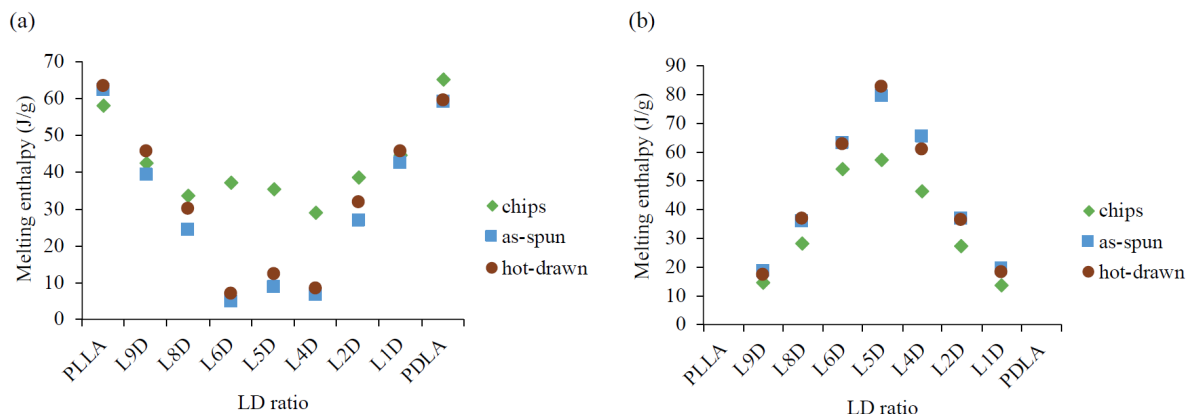 (a)
Melting enthalpy (J/g)
70
60
50
40
30
20
10
0
PLLA
L9D
L8D
L6D
L5D
L4D
L2D
L1D
PDLA
LD ratio
chips
as-spun
hot-drawn
(b)
Melting enthalpy (J/g)
90
80
70
60
50
40
30
20
10
0
PLLA
L9D
L8D
L6D
L5D
L4D
L2D
L1D
PDLA
LD ratio
chips
as-spun
hot-drawn